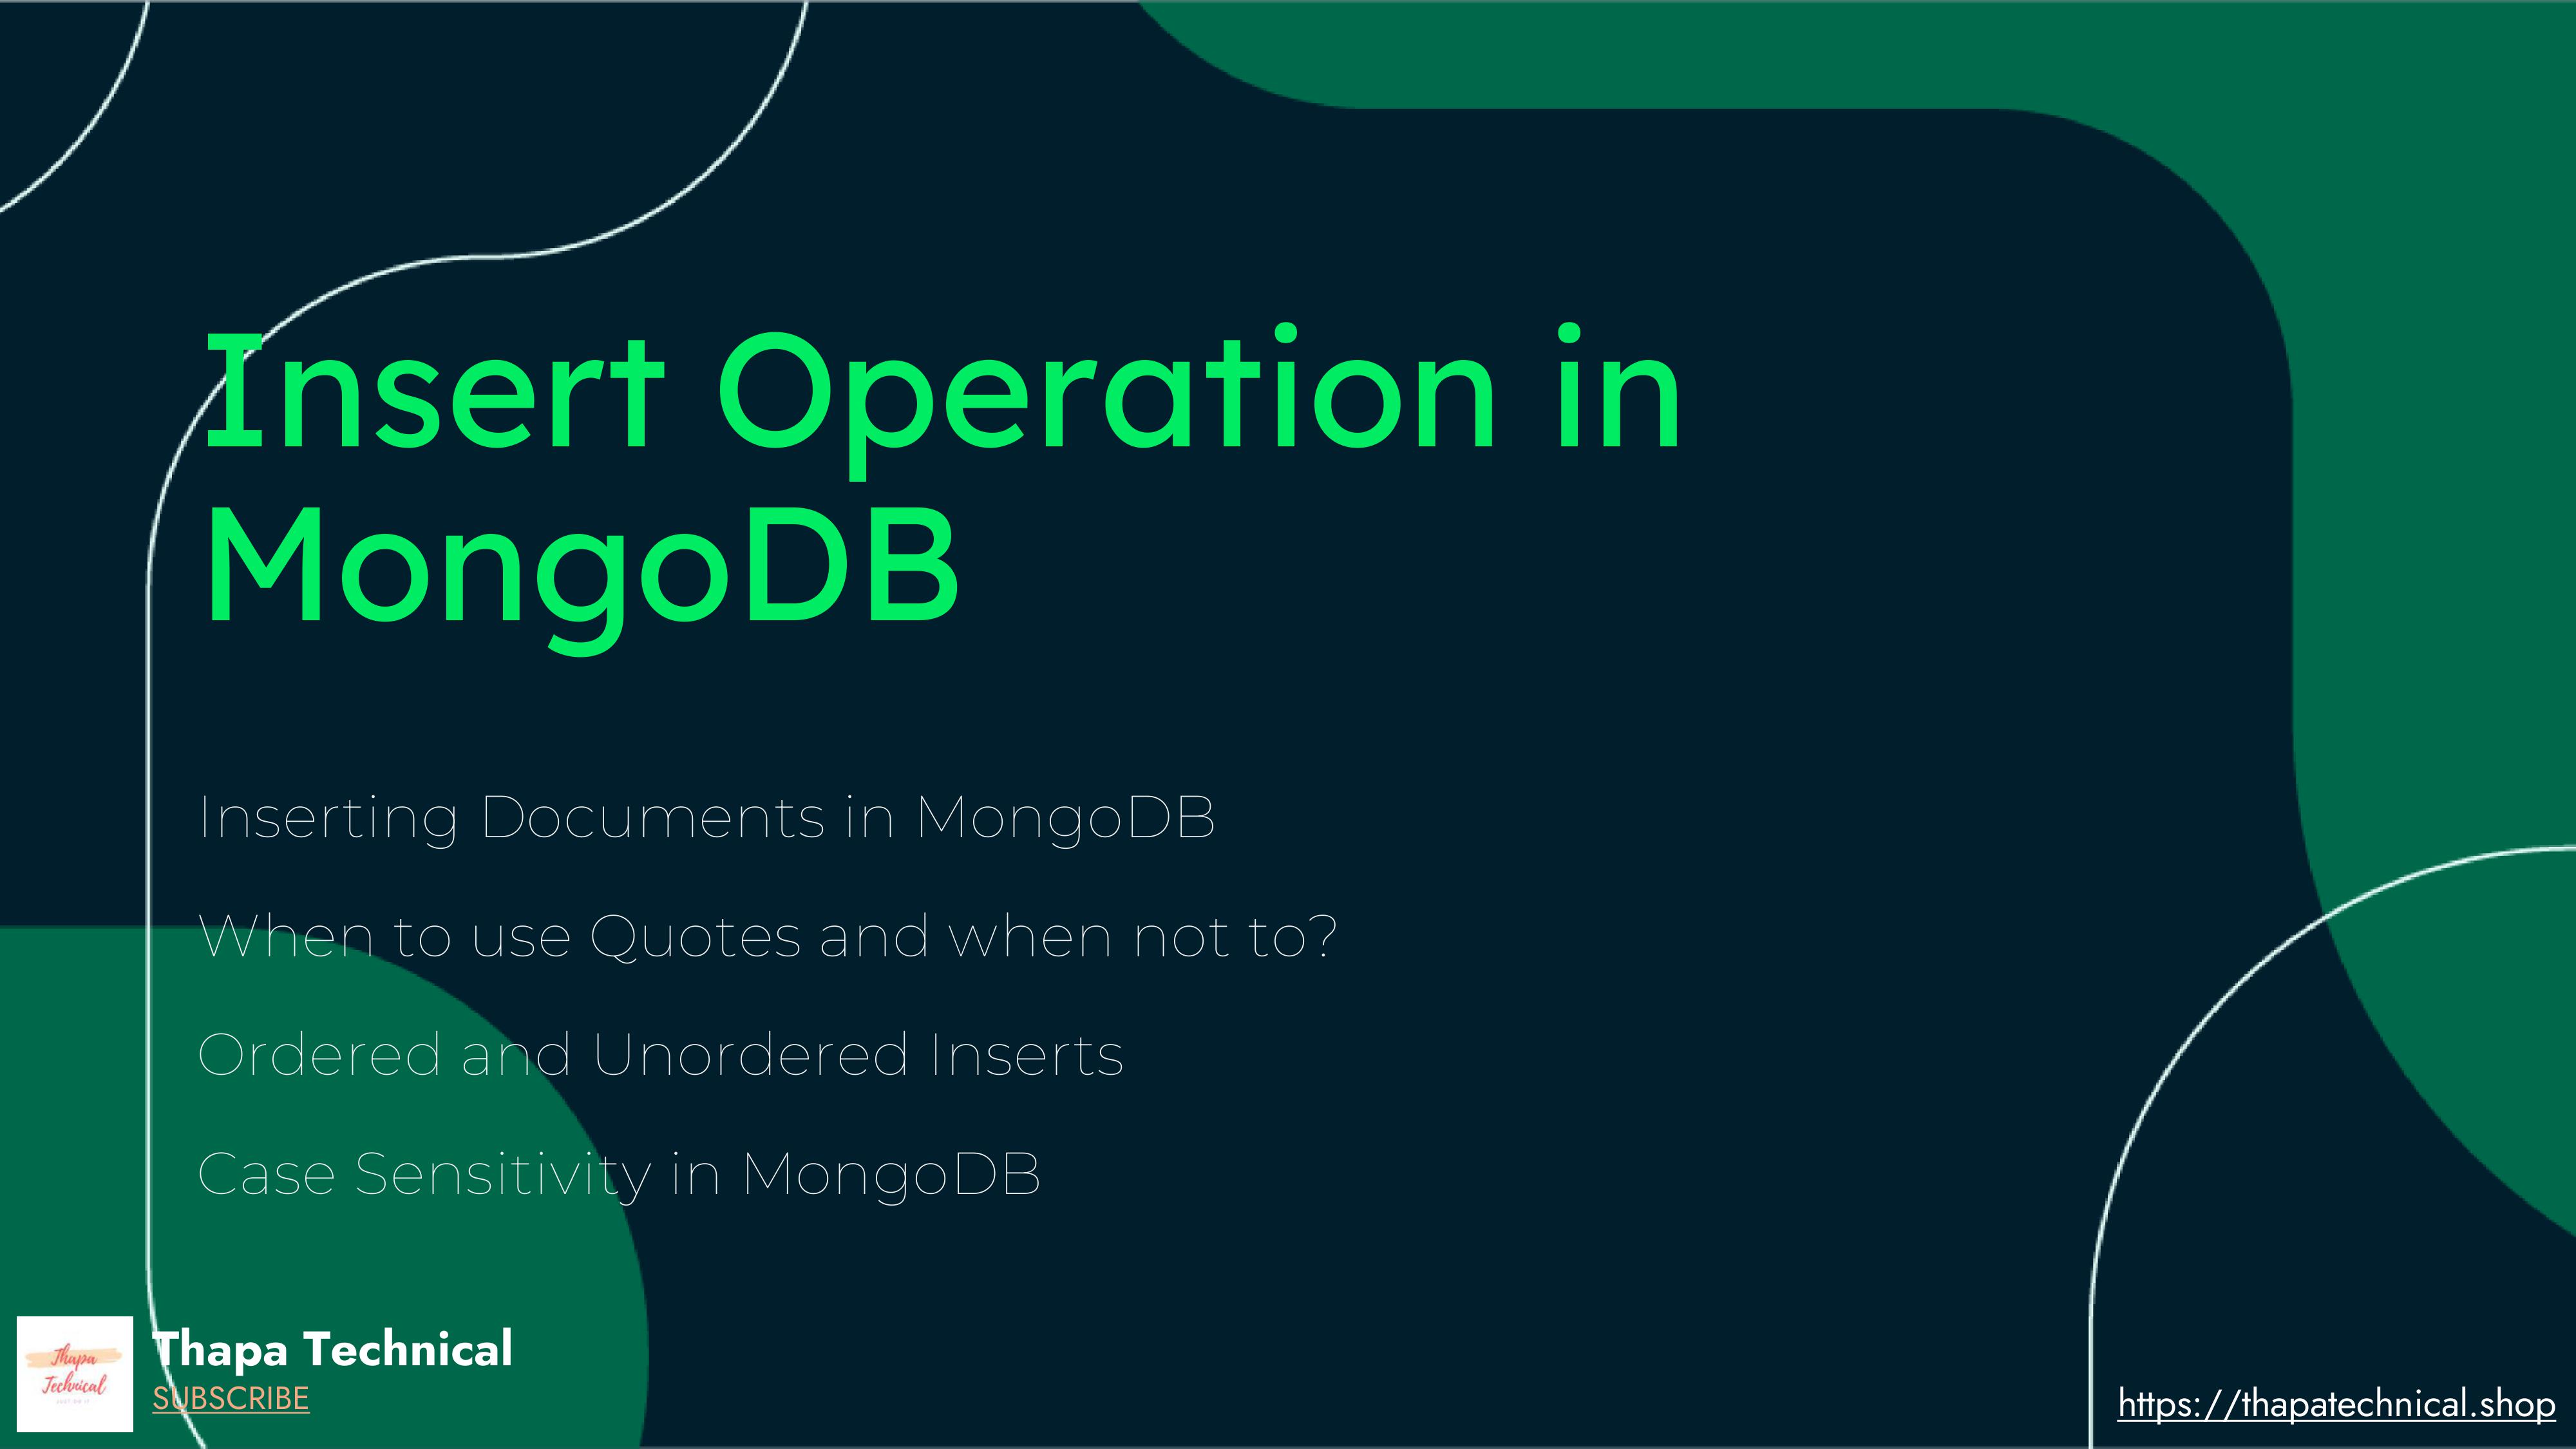 Insert Operation in
MongoDB
Inserting Documents in MongoDB
When to use Quotes and when not to?
Ordered and Unordered Inserts
Case Sensitivity in MongoDB
Thapa
Technical
Thapa Technical
SUBSCRIBE
https://thapatechnical.shop